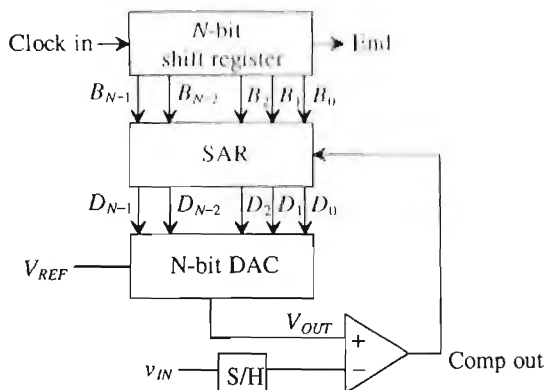 N-bit
Clock in
shift register
End
B_{N-1} B_{N-2} B_2 B_1 B_0
SAR
D_{N-1} D_{N-2} D_2 D_1 D_0
V_{REF}
N-bit DAC
V_{OUT}
+
Comp out
v_{IN}
S/H
−